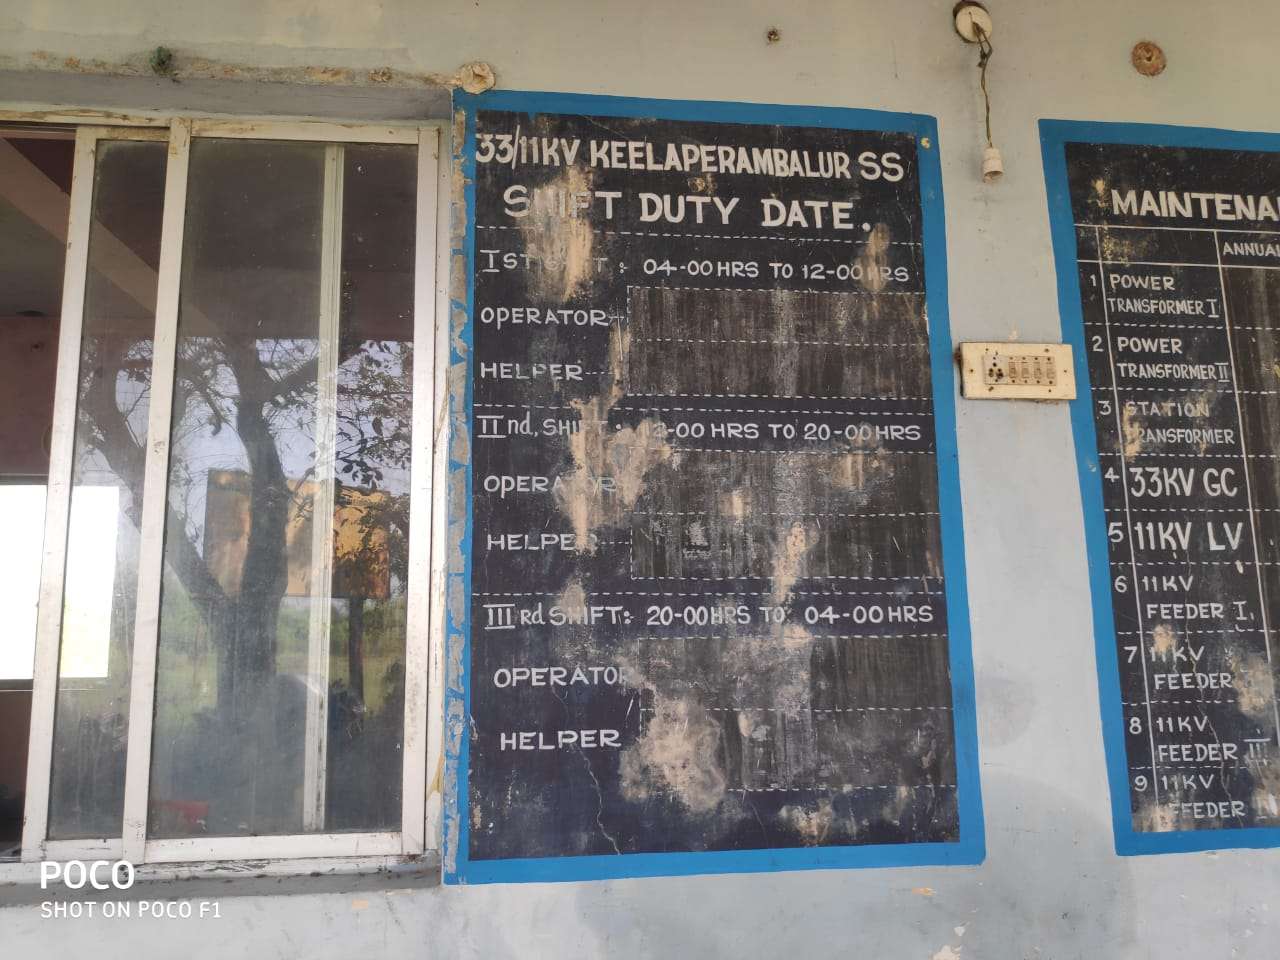 33/11KV KEELAPERAMBALUR SS
SHIFT DUTY DATE.
IST SHIFT : 04-00 HRS TO 12-00 HRS
OPERATOR
HELPER
IInd, SHIFT : 12-00 HRS TO 20-00 HRS
OPERATOR
HELPER
IIIrd SHIFT: 20-00HRS TO 04-00 HRS
OPERATOR
HELPER
MAINTENA
ANNUAL
1 POWER
TRANSFORMER I
2 POWER
TRANSFORMER II
3 STATION
TRANSFORMER
4 33KV GC
5 11KV LV
6 11KV
FEEDER I.
7 11KV
FEEDER
8 11KV
FEEDER III
9 11KV
FEEDER
POCO
SHOT ON POCO F1